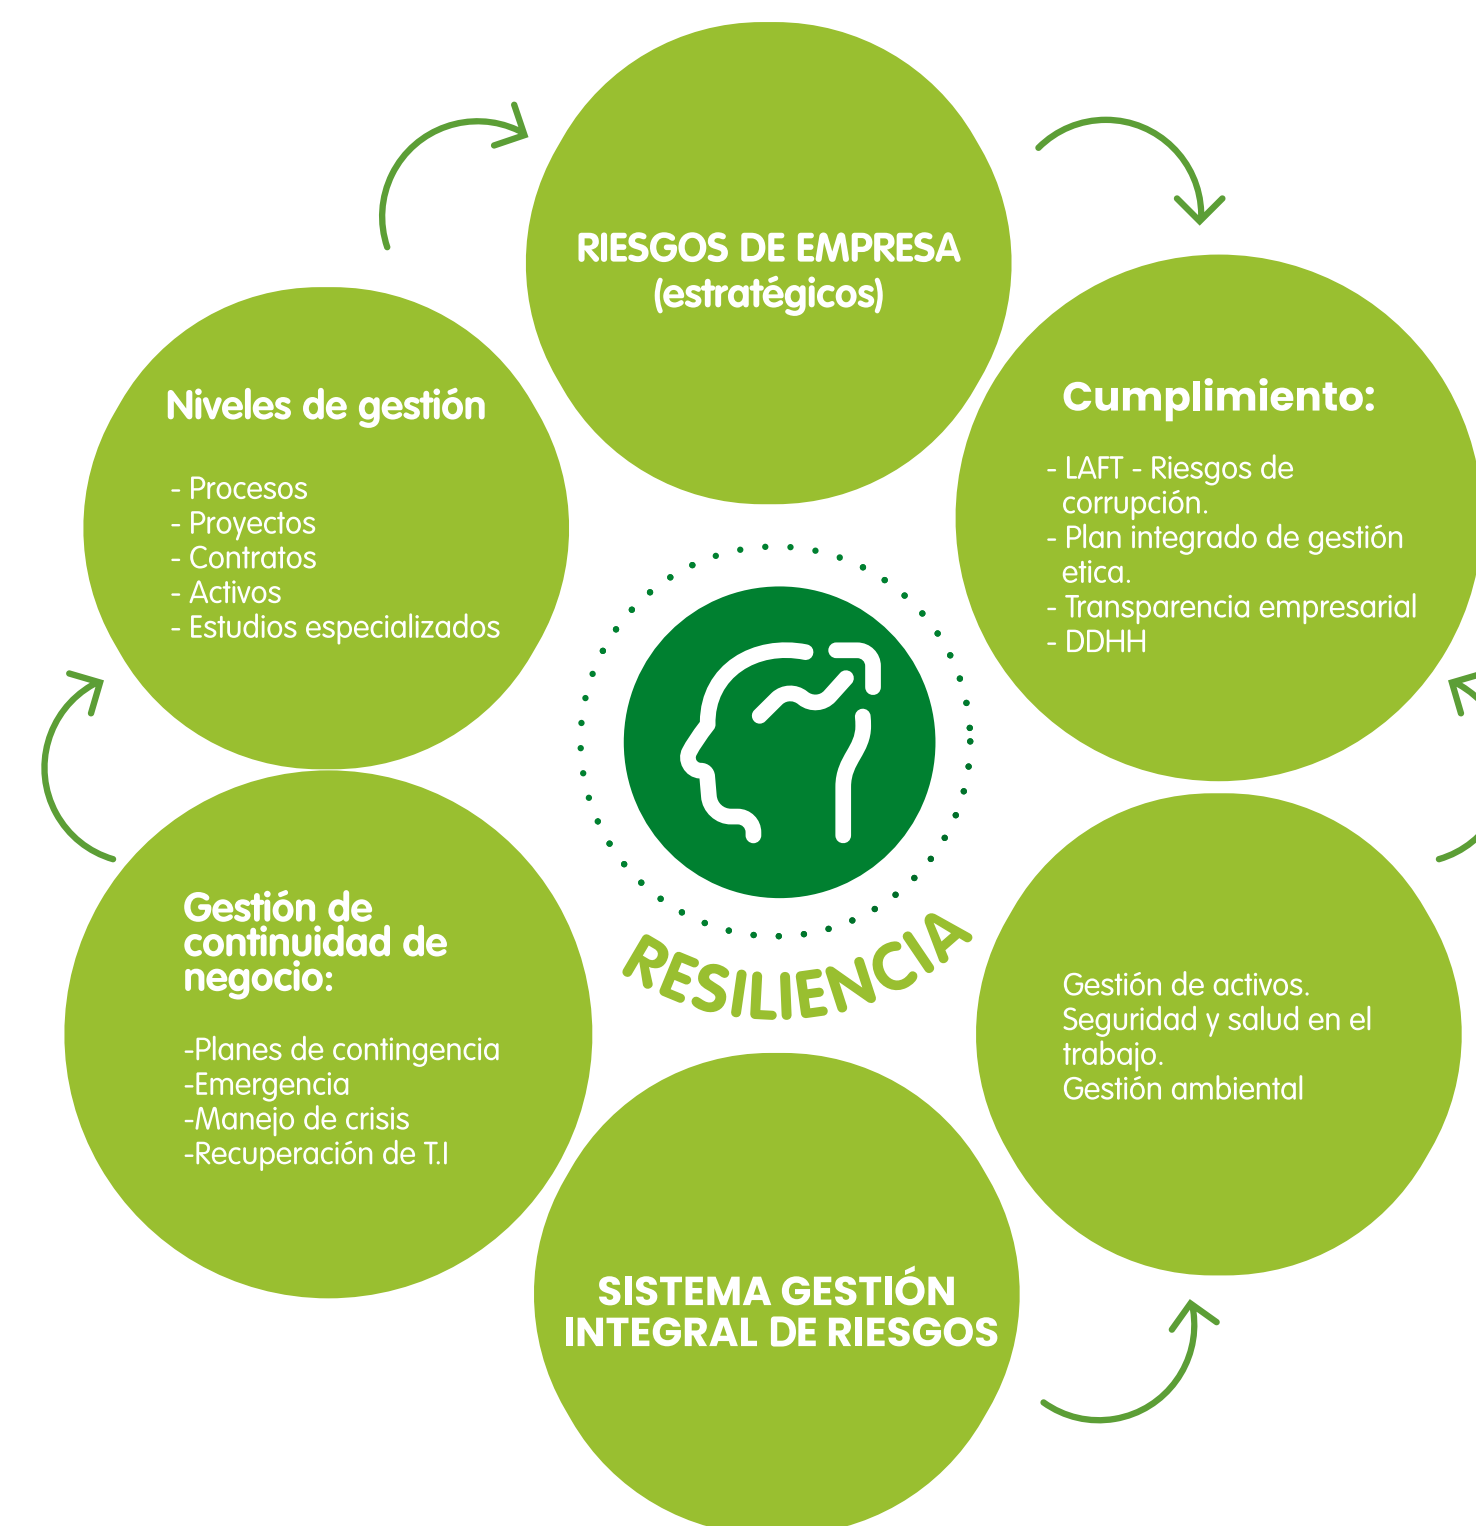 RIESGOS DE EMPRESA
(estratégicos)
Niveles de gestión
- Procesos
- Proyectos
- Contratos
- Activos
- Estudios especializados
Cumplimiento:
- LAFT - Riesgos de
corrupción.
- Plan integrado de gestión
etica.
- Transparencia empresarial
- DDHH
RESILIENCIA
Gestión de
continuidad de
negocio:
-Planes de contingencia
-Emergencia
-Manejo de crisis
-Recuperación de T.I
Gestión de activos.
Seguridad y salud en el
trabajo.
Gestión ambiental
SISTEMA GESTIÓN
INTEGRAL DE RIESGOS